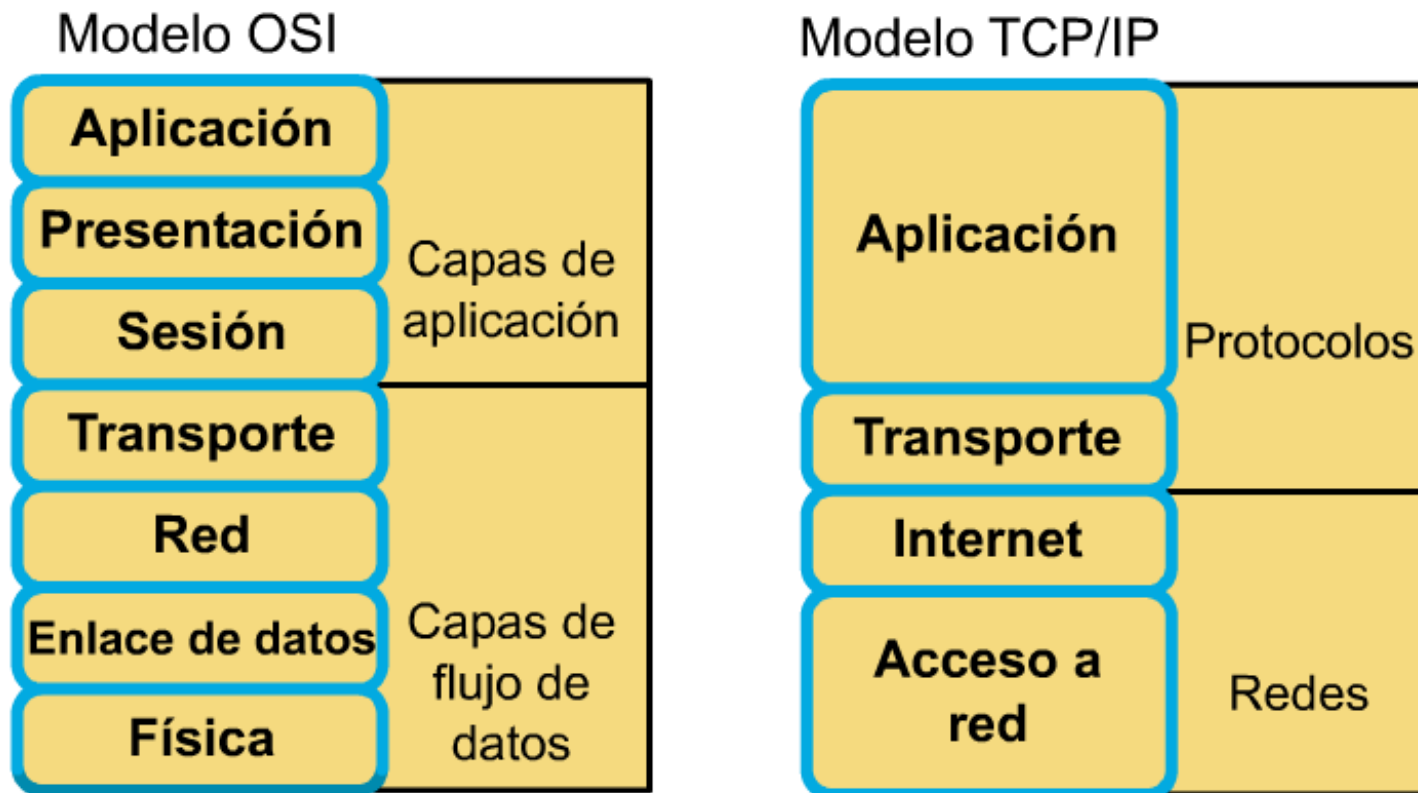 Modelo OSI
Aplicación
Presentación
Sesión
Transporte
Red
Enlace de datos
Física
Capas de
aplicación
Capas de
flujo de
datos
Modelo TCP/IP
Aplicación
Transporte
Internet
Acceso a
red
Protocolos
Redes